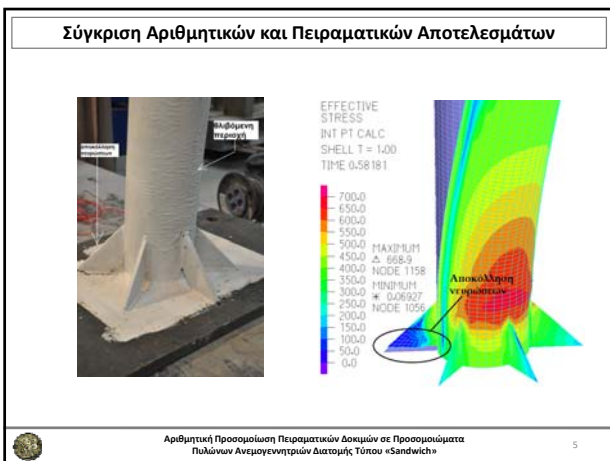 Σύγκριση Αριθμητικών και Πειραματικών Αποτελεσμάτων
αποκόλληση
νευρώσεων
θλιβόμενη
περιοχή
EFFECTIVE
STRESS
INT PT CALC
SHELL T = 1.00
TIME 0.58181
700.0
650.0
600.0
550.0
500.0
450.0
400.0
350.0
300.0
250.0
200.0
150.0
100.0
50.0
0.0
MAXIMUM
△ 668.9
NODE 1158
MINIMUM
✳ 0.06927
NODE 1056
Αποκόλληση
νευρώσεων
Αριθμητική Προσομοίωση Πειραματικών Δοκιμών σε Προσομοιώματα
Πυλώνων Ανεμογεννητριών Διατομής Τύπου «Sandwich»
5